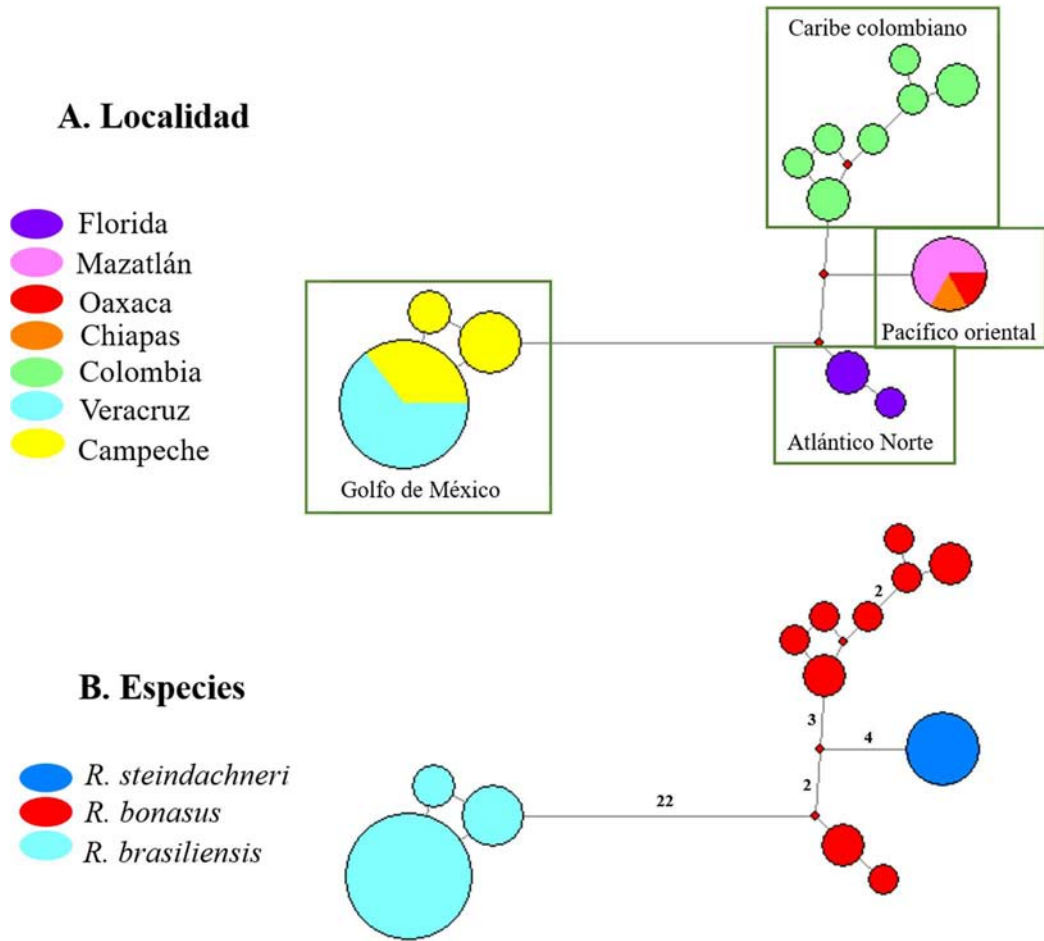 Caribe colombiano
A. Localidad
Florida
Mazatlán
Oaxaca
Chiapas
Colombia
Veracruz
Campeche
Pacífico oriental
Atlántico Norte
Golfo de México
2
B. Especies
3
4
2
22
R. steindachneri
R. bonasus
R. brasiliensis